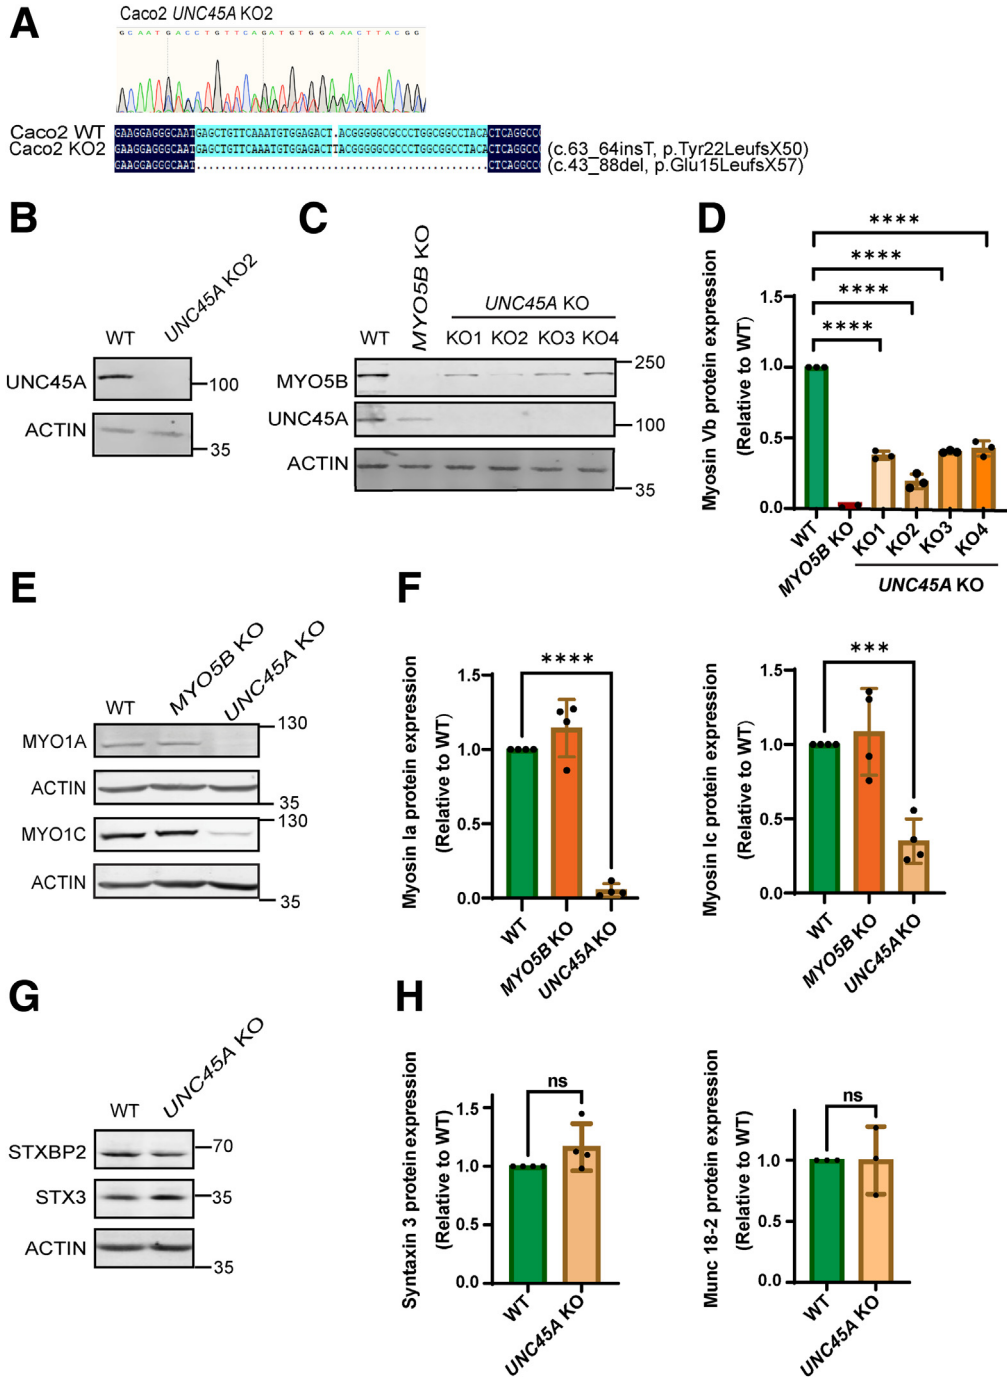 A
Caco2 UNC45A KO2
G C A A T G A C C T G T T C A G A T G T G G A A A C T T A C G G
Caco2 WT GAAGGAGGGCAATGAGCTGTTCAAATGTGGAGACT.ACGGGGGCGCCCTGGCGGCCTACACTCAGGCC
Caco2 KO2 GAAGGAGGGCAATGAGCTGTTCAAATGTGGAGACTTACGGGGGCGCCCTGGCGGCCTACACTCAGGCC (c.63_64insT, p.Tyr22LeufsX50)
GAAGGAGGGCAAT CTCAGGCC (c.43_88del, p.Glu15LeufsX57)
B
WT UNC45A KO2
UNC45A
100
ACTIN
35
C
WT MYO5B KO UNC45A KO
KO1 KO2 KO3 KO4
MYO5B 250
UNC45A 100
ACTIN
35
D
Myosin Vb protein expression
(Relative to WT)
****
****
****
****
1.5
1.0
0.5
0.0
WT MYO5B KO KO1 KO2 KO3 KO4
UNC45A KO
E
WT MYO5B KO UNC45A KO
MYO1A 130
ACTIN
35
MYO1C 130
ACTIN
35
F
Myosin Ia protein expression
(Relative to WT)
****
1.5
1.0
0.5
0.0
WT MYO5B KO UNC45A KO
Myosin Ic protein expression
(Relative to WT)
***
1.5
1.0
0.5
0.0
WT MYO5B KO UNC45A KO
G
WT UNC45A KO
STXBP2 70
STX3 35
ACTIN
35
H
Syntaxin 3 protein expression
(Relative to WT)
ns
1.5
1.0
0.5
0.0
WT UNC45A KO
Munc 18-2 protein expression
(Relative to WT)
ns
1.0
0.5
0.0
WT UNC45A KO